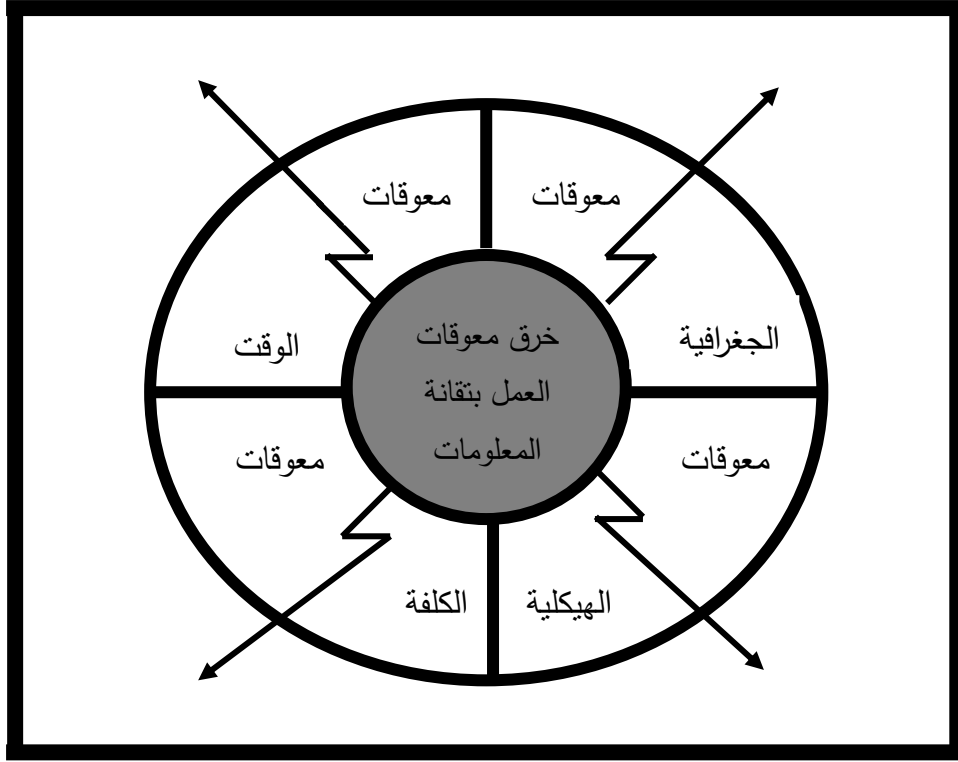 معوقات
الجغرافية
معوقات
الوقت
خرق معوقات
العمل بتقانة
المعلومات
معوقات
الهيكلية
معوقات
الكلفة